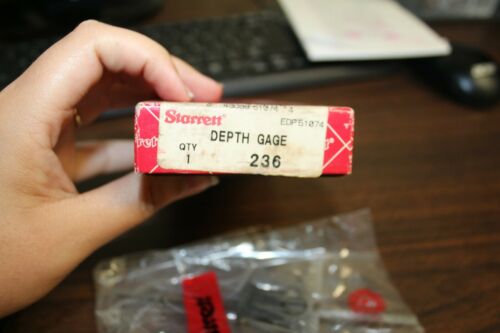 Starrett
EDP51074
DEPTH GAGE
QTY
1
236